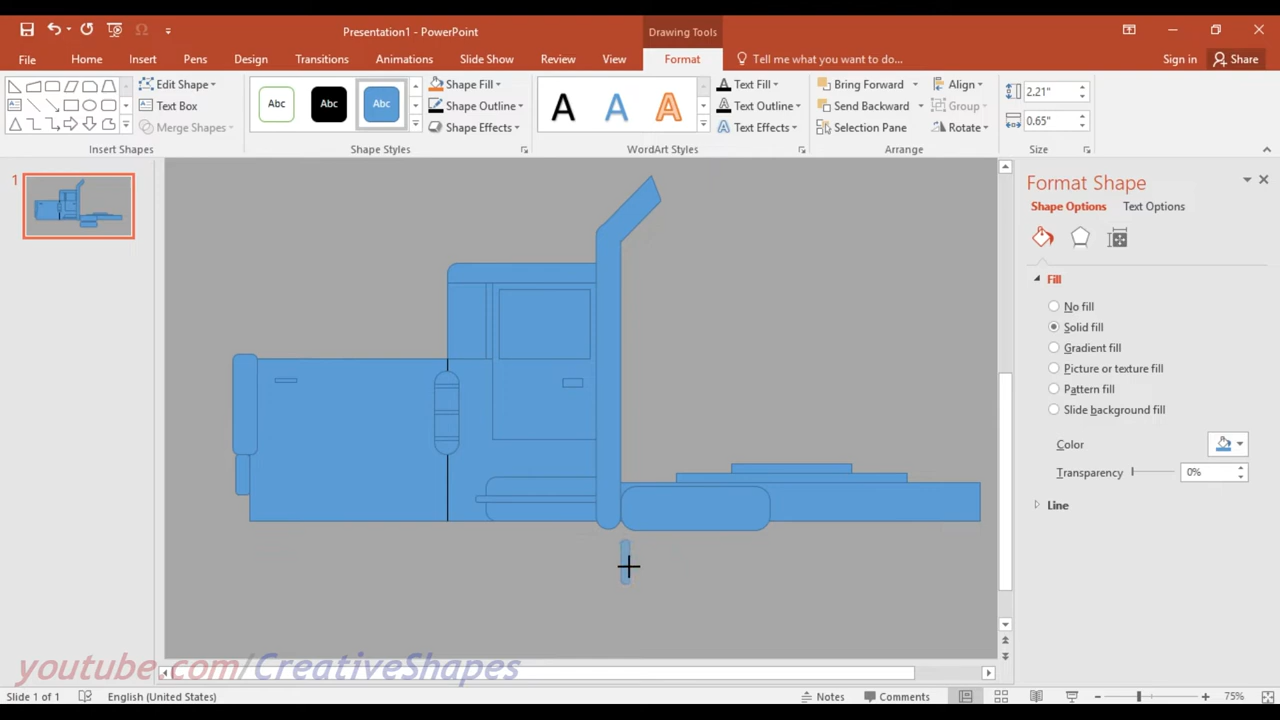 Presentation1 - PowerPoint
Drawing Tools
File Home Insert Pens Design Transitions Animations Slide Show Review View Format Tell me what you want to do... Sign in Share
Edit Shape
Text Box
Merge Shapes
Insert Shapes
Abc Abc Abc
Shape Fill
Shape Outline
Shape Effects
Shape Styles
A A A
Text Fill
Text Outline
Text Effects
WordArt Styles
Bring Forward
Send Backward
Selection Pane
Align
Group
Rotate
Arrange
2.21"
0.65"
Size
1
Format Shape
Shape Options Text Options
Fill
No fill
Solid fill
Gradient fill
Picture or texture fill
Pattern fill
Slide background fill
Color
Transparency 0%
Line
youtube.com/CreativeShapes
Slide 1 of 1 English (United States) Notes Comments 75%